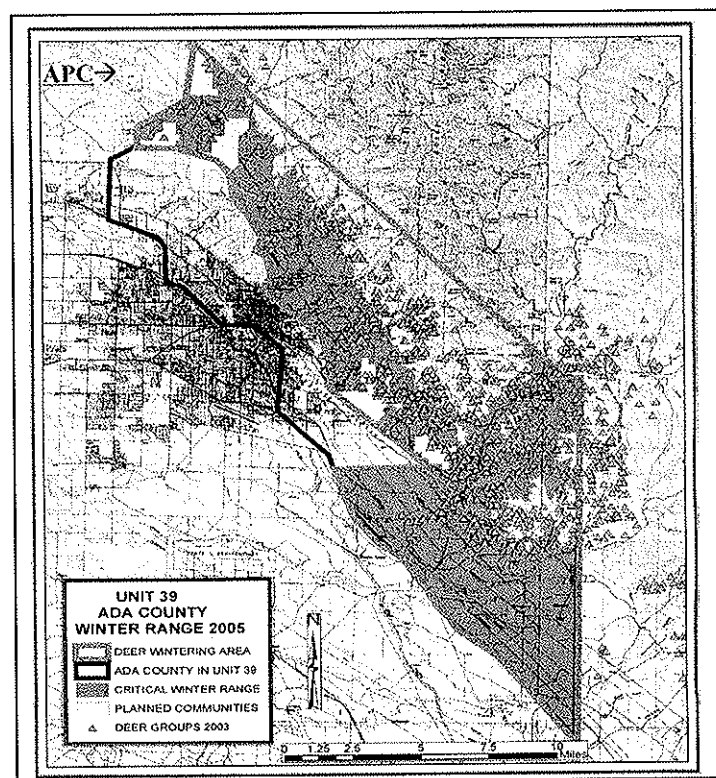 APC→
UNIT 39
ADA COUNTY
WINTER RANGE 2005
DEER WINTERING AREA
ADA COUNTY IN UNIT 39
CRITICAL WINTER RANGE
PLANNED COMMUNITIES
DEER GROUPS 2003
N
0 1.25 2.5 5 7.5 10
Miles